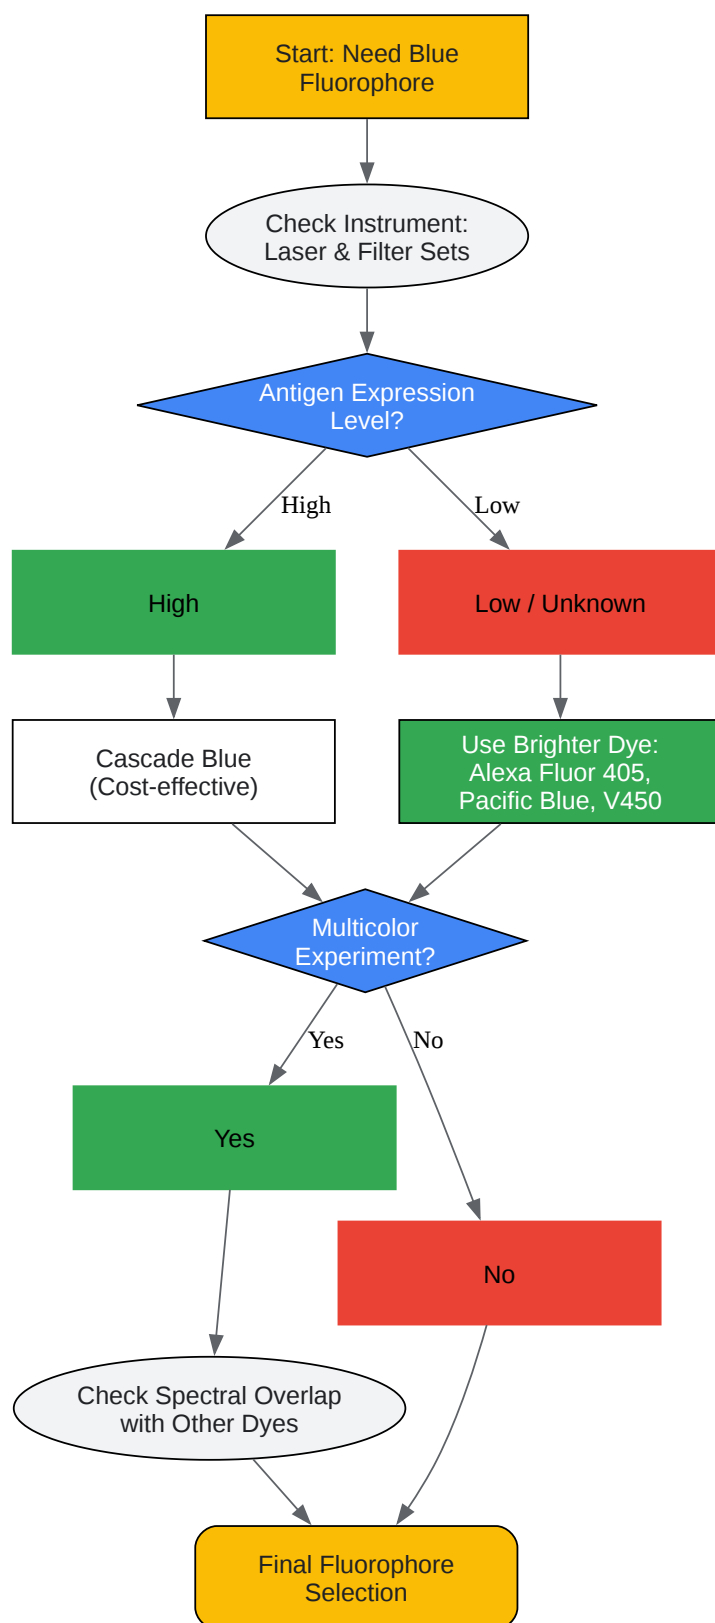 Start: Need Blue
Fluorophore
Check Instrument:
Laser & Filter Sets
Antigen Expression
Level?
High
Low
High
Low / Unknown
Cascade Blue
(Cost-effective)
Use Brighter Dye:
Alexa Fluor 405,
Pacific Blue, V450
Multicolor
Experiment?
Yes
No
Yes
No
Check Spectral Overlap
with Other Dyes
Final Fluorophore
Selection